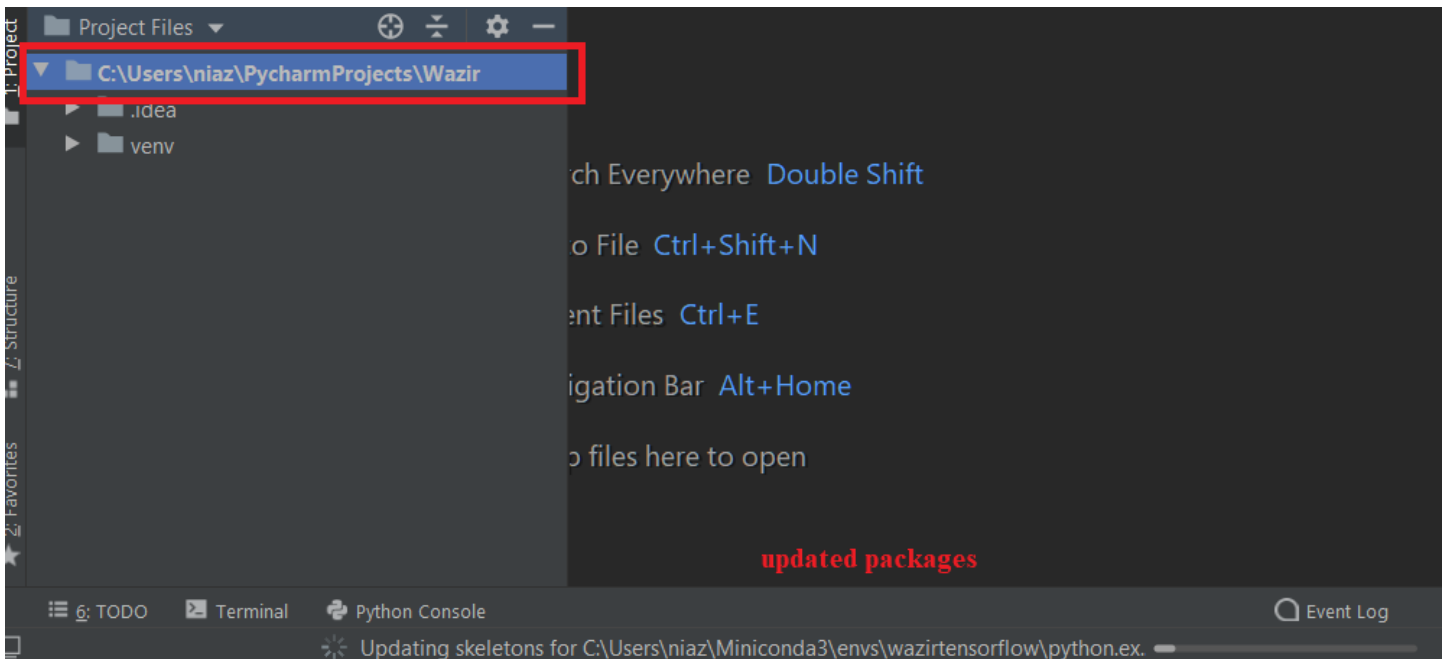 1: Project
Project Files
C:\Users\niaz\PycharmProjects\Wazir
.idea
venv
rch Everywhere Double Shift
to File Ctrl+Shift+N
ent Files Ctrl+E
igation Bar Alt+Home
p files here to open
7: Structure
2: Favorites
updated packages
6: TODO
Terminal
Python Console
Event Log
Updating skeletons for C:\Users\niaz\Miniconda3\envs\wazirtensorflow\python.ex.